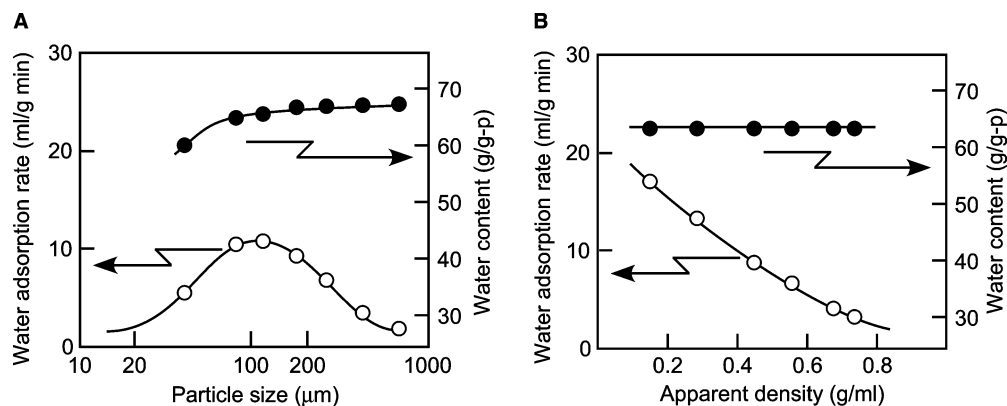 A
Water adsorption rate (ml/g min)
30
20
10
0
70
60
50
40
30
Water content (g/g-p)
10 20 100 200 1000
Particle size (μm)
B
Water adsorption rate (ml/g min)
30
20
10
0
70
60
50
40
30
Water content (g/g-p)
0.2 0.4 0.6 0.8
Apparent density (g/ml)